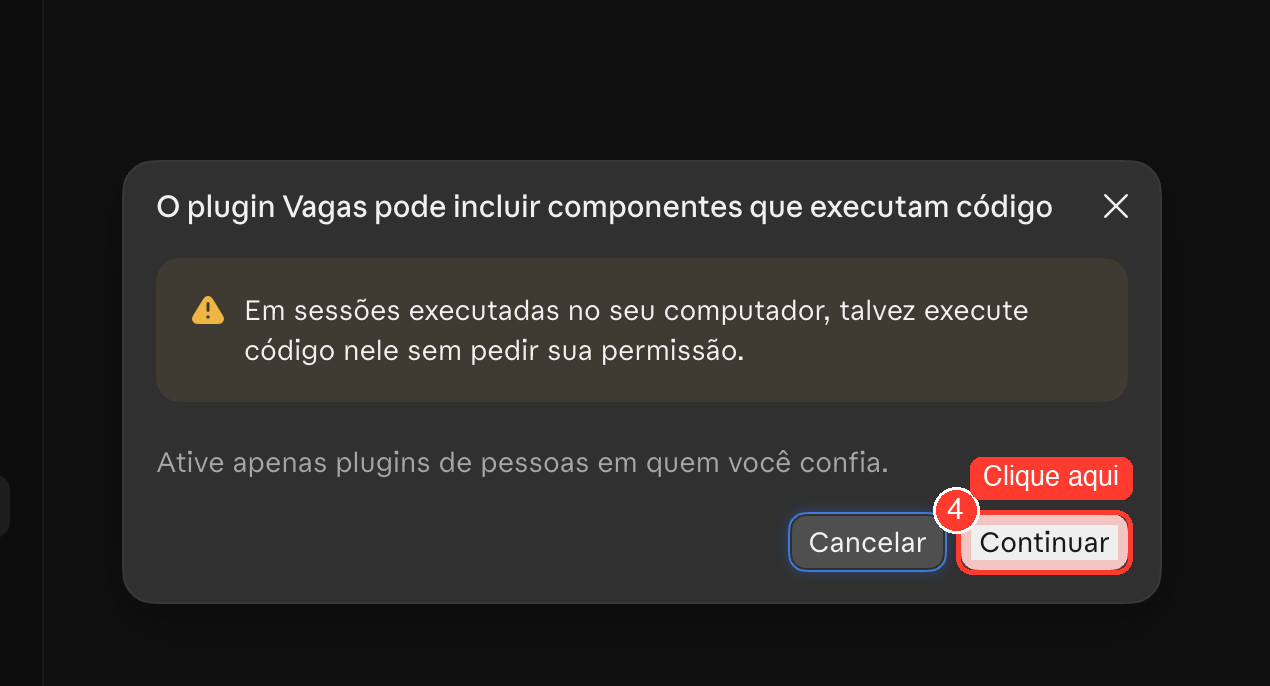 O plugin Vagas pode incluir componentes que executam código
Em sessões executadas no seu computador, talvez execute
código nele sem pedir sua permissão.
Ative apenas plugins de pessoas em quem você confia.
Clique aqui
4
Cancelar
Continuar